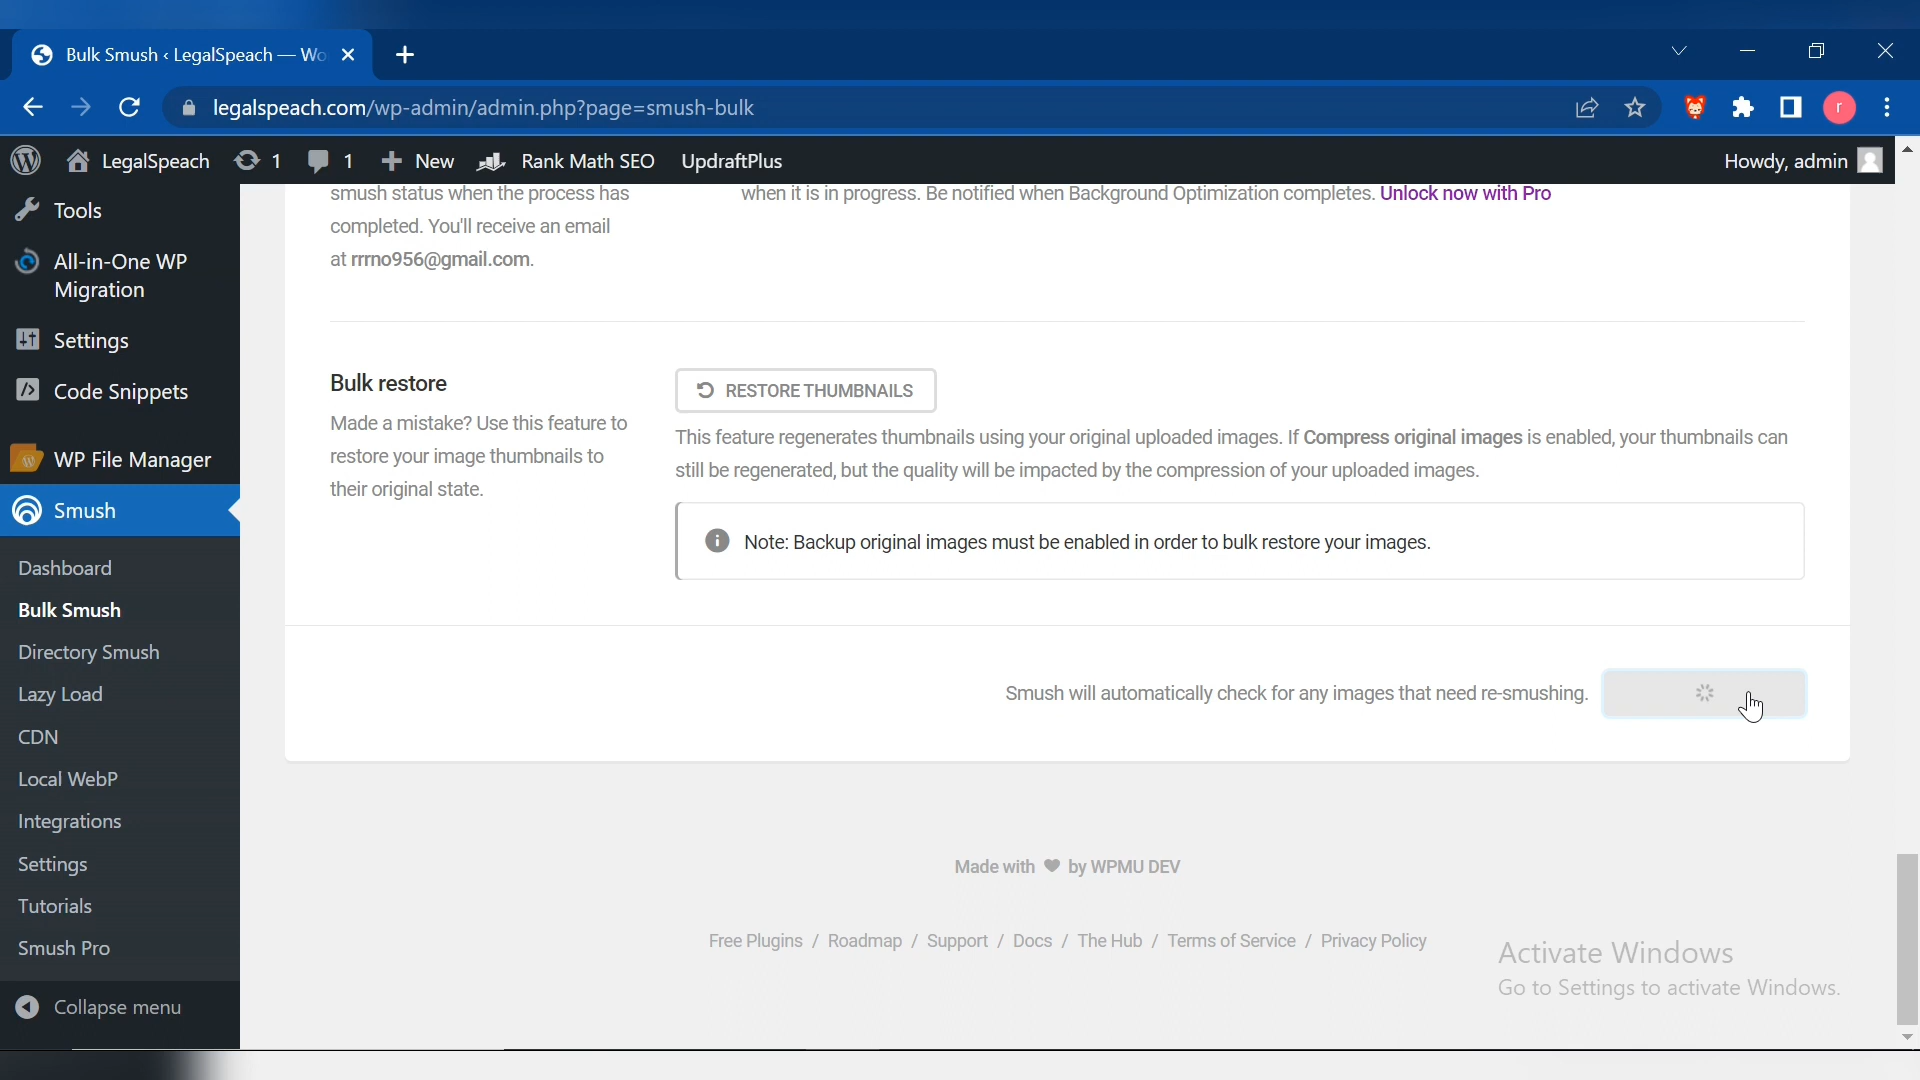 Bulk Smush ‹ LegalSpeach — Wo
legalspeach.com/wp-admin/admin.php?page=smush-bulk
r
LegalSpeach 1 1 New Rank Math SEO UpdraftPlus Howdy, admin
Tools
All-in-One WP
Migration
Settings
Code Snippets
WP File Manager
Smush
Dashboard
Bulk Smush
Directory Smush
Lazy Load
CDN
Local WebP
Integrations
Settings
Tutorials
Smush Pro
Collapse menu
smush status when the process has
completed. You'll receive an email
at rrrno956@gmail.com.
when it is in progress. Be notified when Background Optimization completes. Unlock now with Pro
Bulk restore
Made a mistake? Use this feature to
restore your image thumbnails to
their original state.
RESTORE THUMBNAILS
This feature regenerates thumbnails using your original uploaded images. If Compress original images is enabled, your thumbnails can
still be regenerated, but the quality will be impacted by the compression of your uploaded images.
Note: Backup original images must be enabled in order to bulk restore your images.
Smush will automatically check for any images that need re-smushing.
Made with ♥ by WPMU DEV
Free Plugins / Roadmap / Support / Docs / The Hub / Terms of Service / Privacy Policy
Activate Windows
Go to Settings to activate Windows.